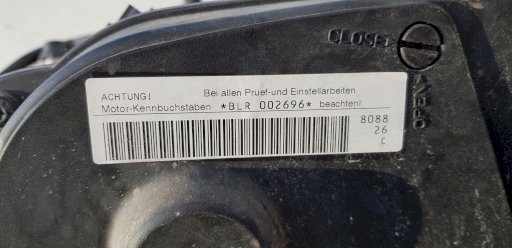 CLOSE
OPEN
ACHTUNG! Bei allen Pruef-und Einstellarbeiten
Motor-Kennbuchstaben *BLR 002696* beachten!
8088
26
C